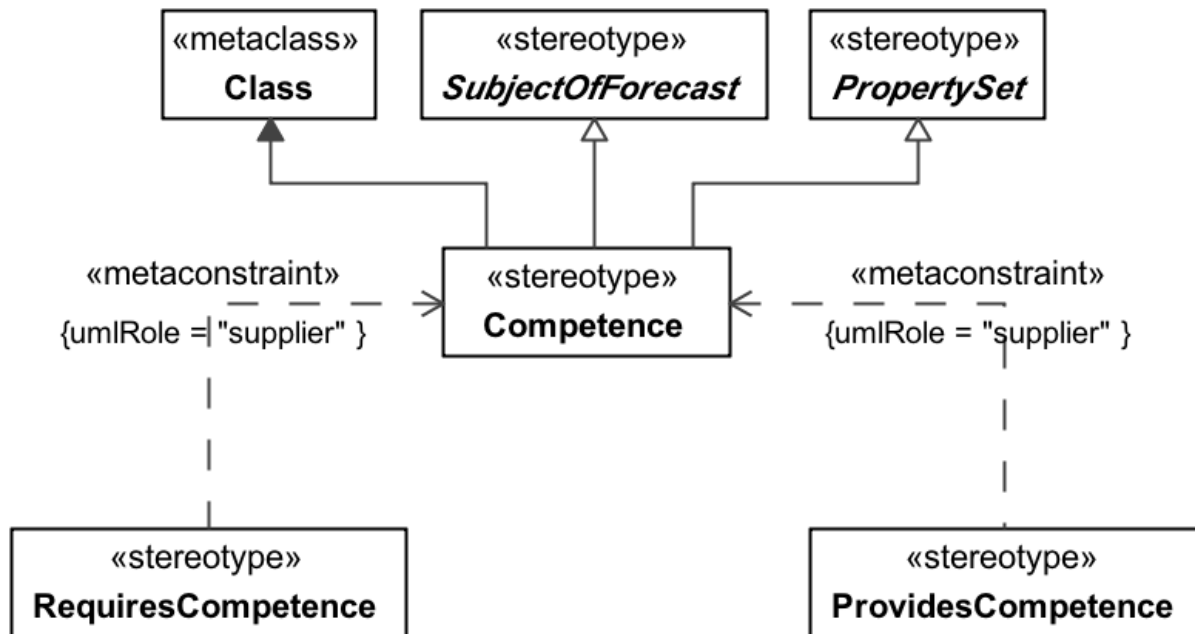 «metaclass»
Class
«stereotype»
SubjectOfForecast
«stereotype»
PropertySet
«stereotype»
Competence
«metaconstraint»
{umlRole = "supplier" }
«metaconstraint»
{umlRole = "supplier" }
«stereotype»
RequiresCompetence
«stereotype»
ProvidesCompetence